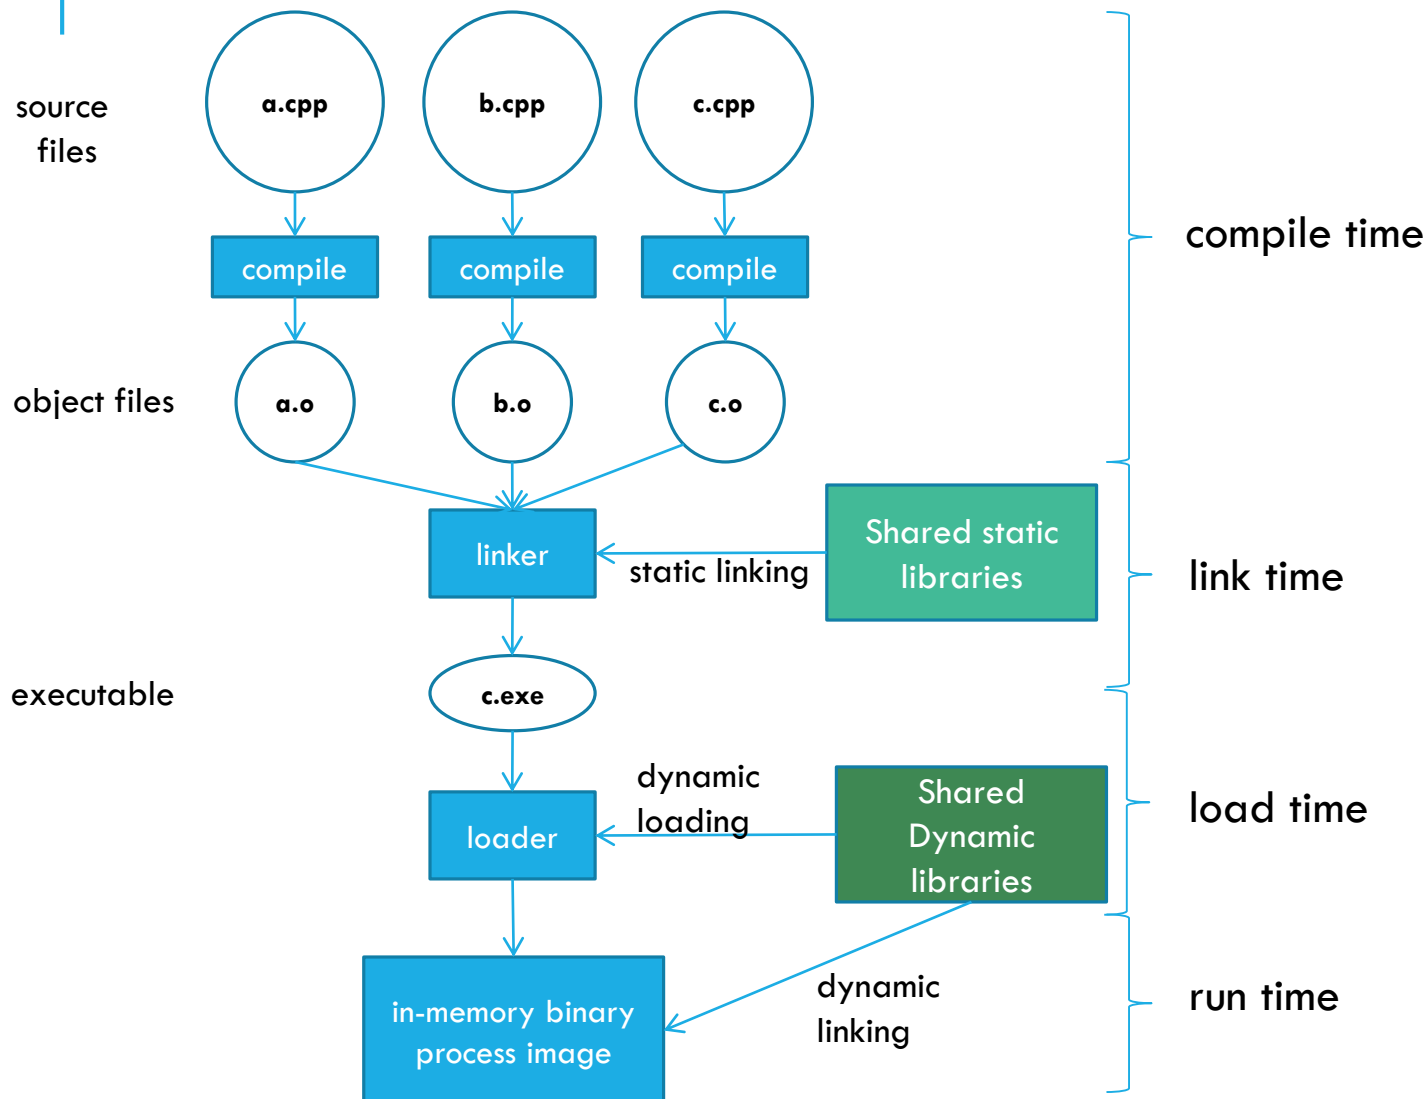 source
files
a.cpp
b.cpp
c.cpp
compile
compile
compile
compile time
object files
a.o
b.o
c.o
linker
static linking
Shared static
libraries
link time
executable
c.exe
loader
dynamic
loading
Shared
Dynamic
libraries
load time
in-memory binary
process image
dynamic
linking
run time